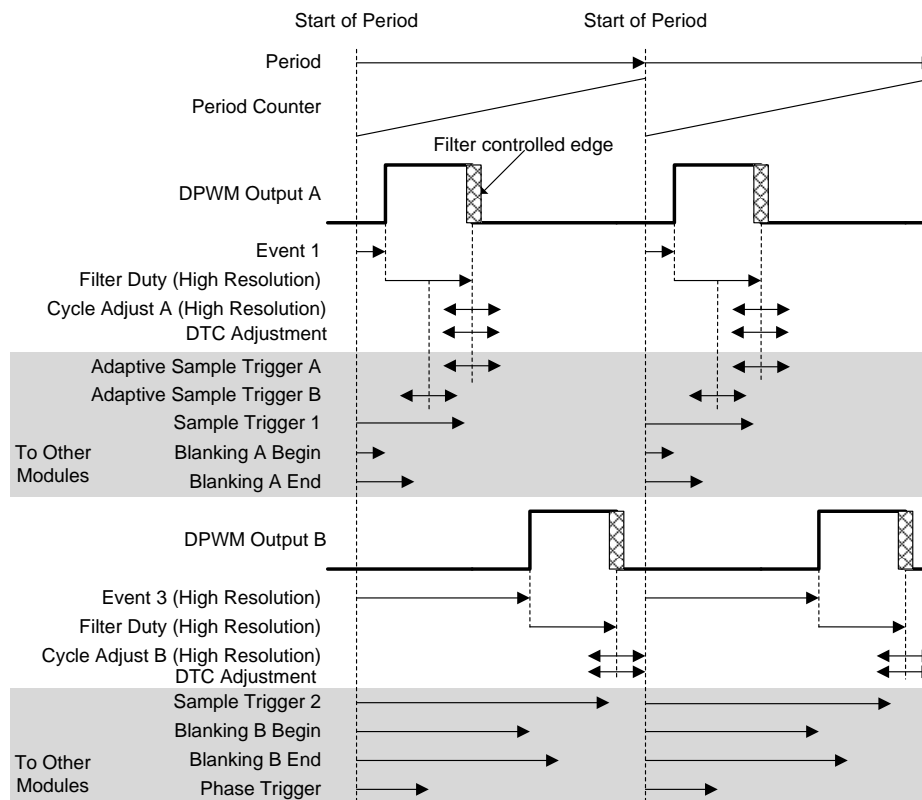 Start of Period
Start of Period
Period
Period Counter
Filter controlled edge
DPWM Output A
Event 1
Filter Duty (High Resolution)
Cycle Adjust A (High Resolution)
DTC Adjustment
Adaptive Sample Trigger A
Adaptive Sample Trigger B
Sample Trigger 1
To Other
Modules
Blanking A Begin
Blanking A End
DPWM Output B
Event 3 (High Resolution)
Filter Duty (High Resolution)
Cycle Adjust B (High Resolution)
DTC Adjustment
Sample Trigger 2
Blanking B Begin
Blanking B End
To Other
Modules
Phase Trigger